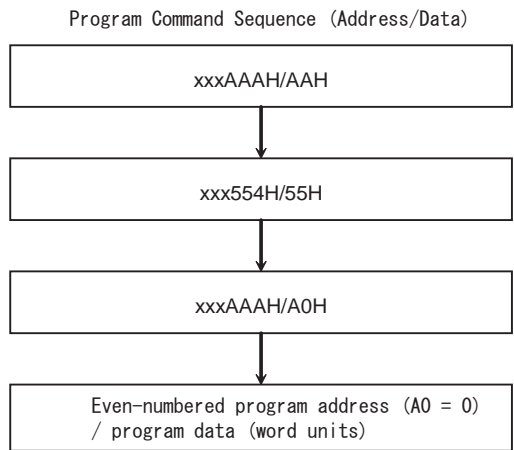 Program Command Sequence (Address/Data)
xxxAAAH/AAH
xxx554H/55H
xxxAAAH/A0H
Even-numbered program address (A0 = 0)
/ program data (word units)